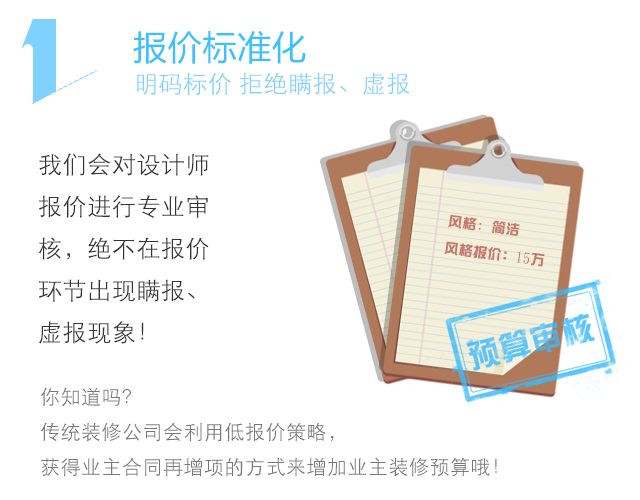 1
报价标准化
明码标价 拒绝瞒报、虚报
我们会对设计师
报价进行专业审
核，绝不在报价
环节出现瞒报、
虚报现象！
风格：简洁
风格报价：15万
预算审核
你知道吗？
传统装修公司会利用低报价策略，
获得业主合同再增项的方式来增加业主装修预算哦！